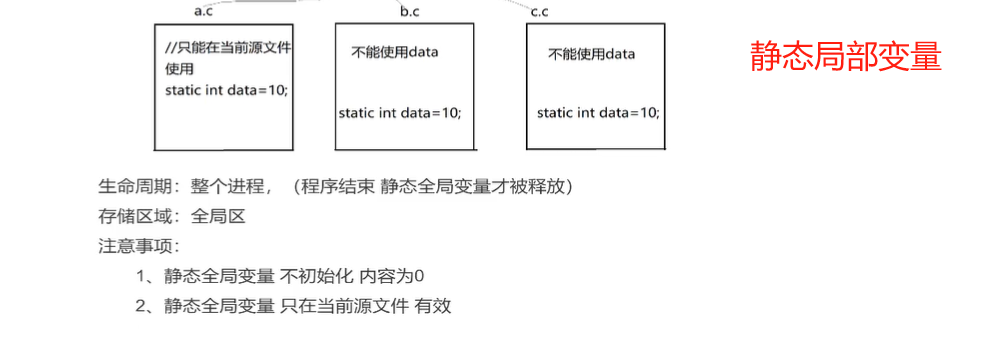 a.c
b.c
c.c
//只能在当前源文件
使用
static int data=10;
不能使用data
static int data=10;
不能使用data
static int data=10;
静态局部变量
生命周期：整个进程，（程序结束 静态全局变量才被释放）
存储区域：全局区
注意事项：
1、静态全局变量 不初始化 内容为0
2、静态全局变量 只在当前源文件 有效